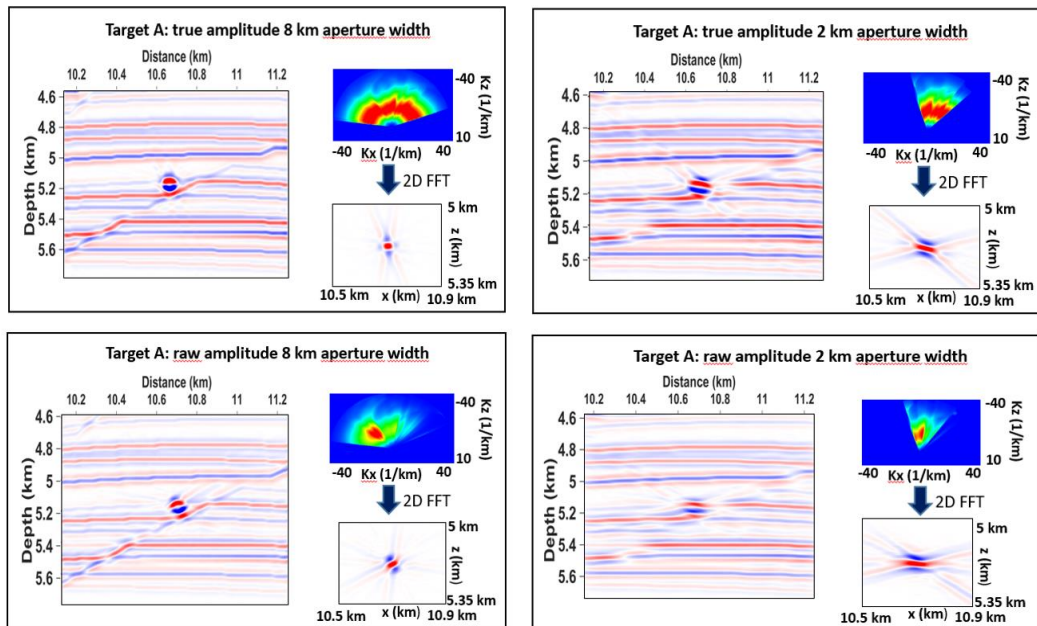 Target A: true amplitude 8 km aperture width
Distance (km)
10.2 10.4 10.6 10.8 11 11.2
4.6
4.8
5
5.2
5.4
5.6
Depth (km)
-40
10
Kz (1/km)
-40 Kx (1/km) 40
2D FFT
5 km
z (km)
5.35 km
10.5 km x (km) 10.9 km
Target A: true amplitude 2 km aperture width
Distance (km)
10.2 10.4 10.6 10.8 11 11.2
4.6
4.8
5
5.2
5.4
5.6
Depth (km)
-40
10
Kz (1/km)
-40 Kx (1/km) 40
2D FFT
5 km
z (km)
5.35 km
10.5 km x (km) 10.9 km
Target A: raw amplitude 8 km aperture width
Distance (km)
10.2 10.4 10.6 10.8 11 11.2
4.6
4.8
5
5.2
5.4
5.6
Depth (km)
-40
10
Kz (1/km)
-40 Kx (1/km) 40
2D FFT
5 km
z (km)
5.35 km
10.5 km x (km) 10.9 km
Target A: raw amplitude 2 km aperture width
Distance (km)
10.2 10.4 10.6 10.8 11 11.2
4.6
4.8
5
5.2
5.4
5.6
Depth (km)
-40
10
Kz (1/km)
-40 Kx (1/km) 40
2D FFT
5 km
z (km)
5.35 km
10.5 km x (km) 10.9 km